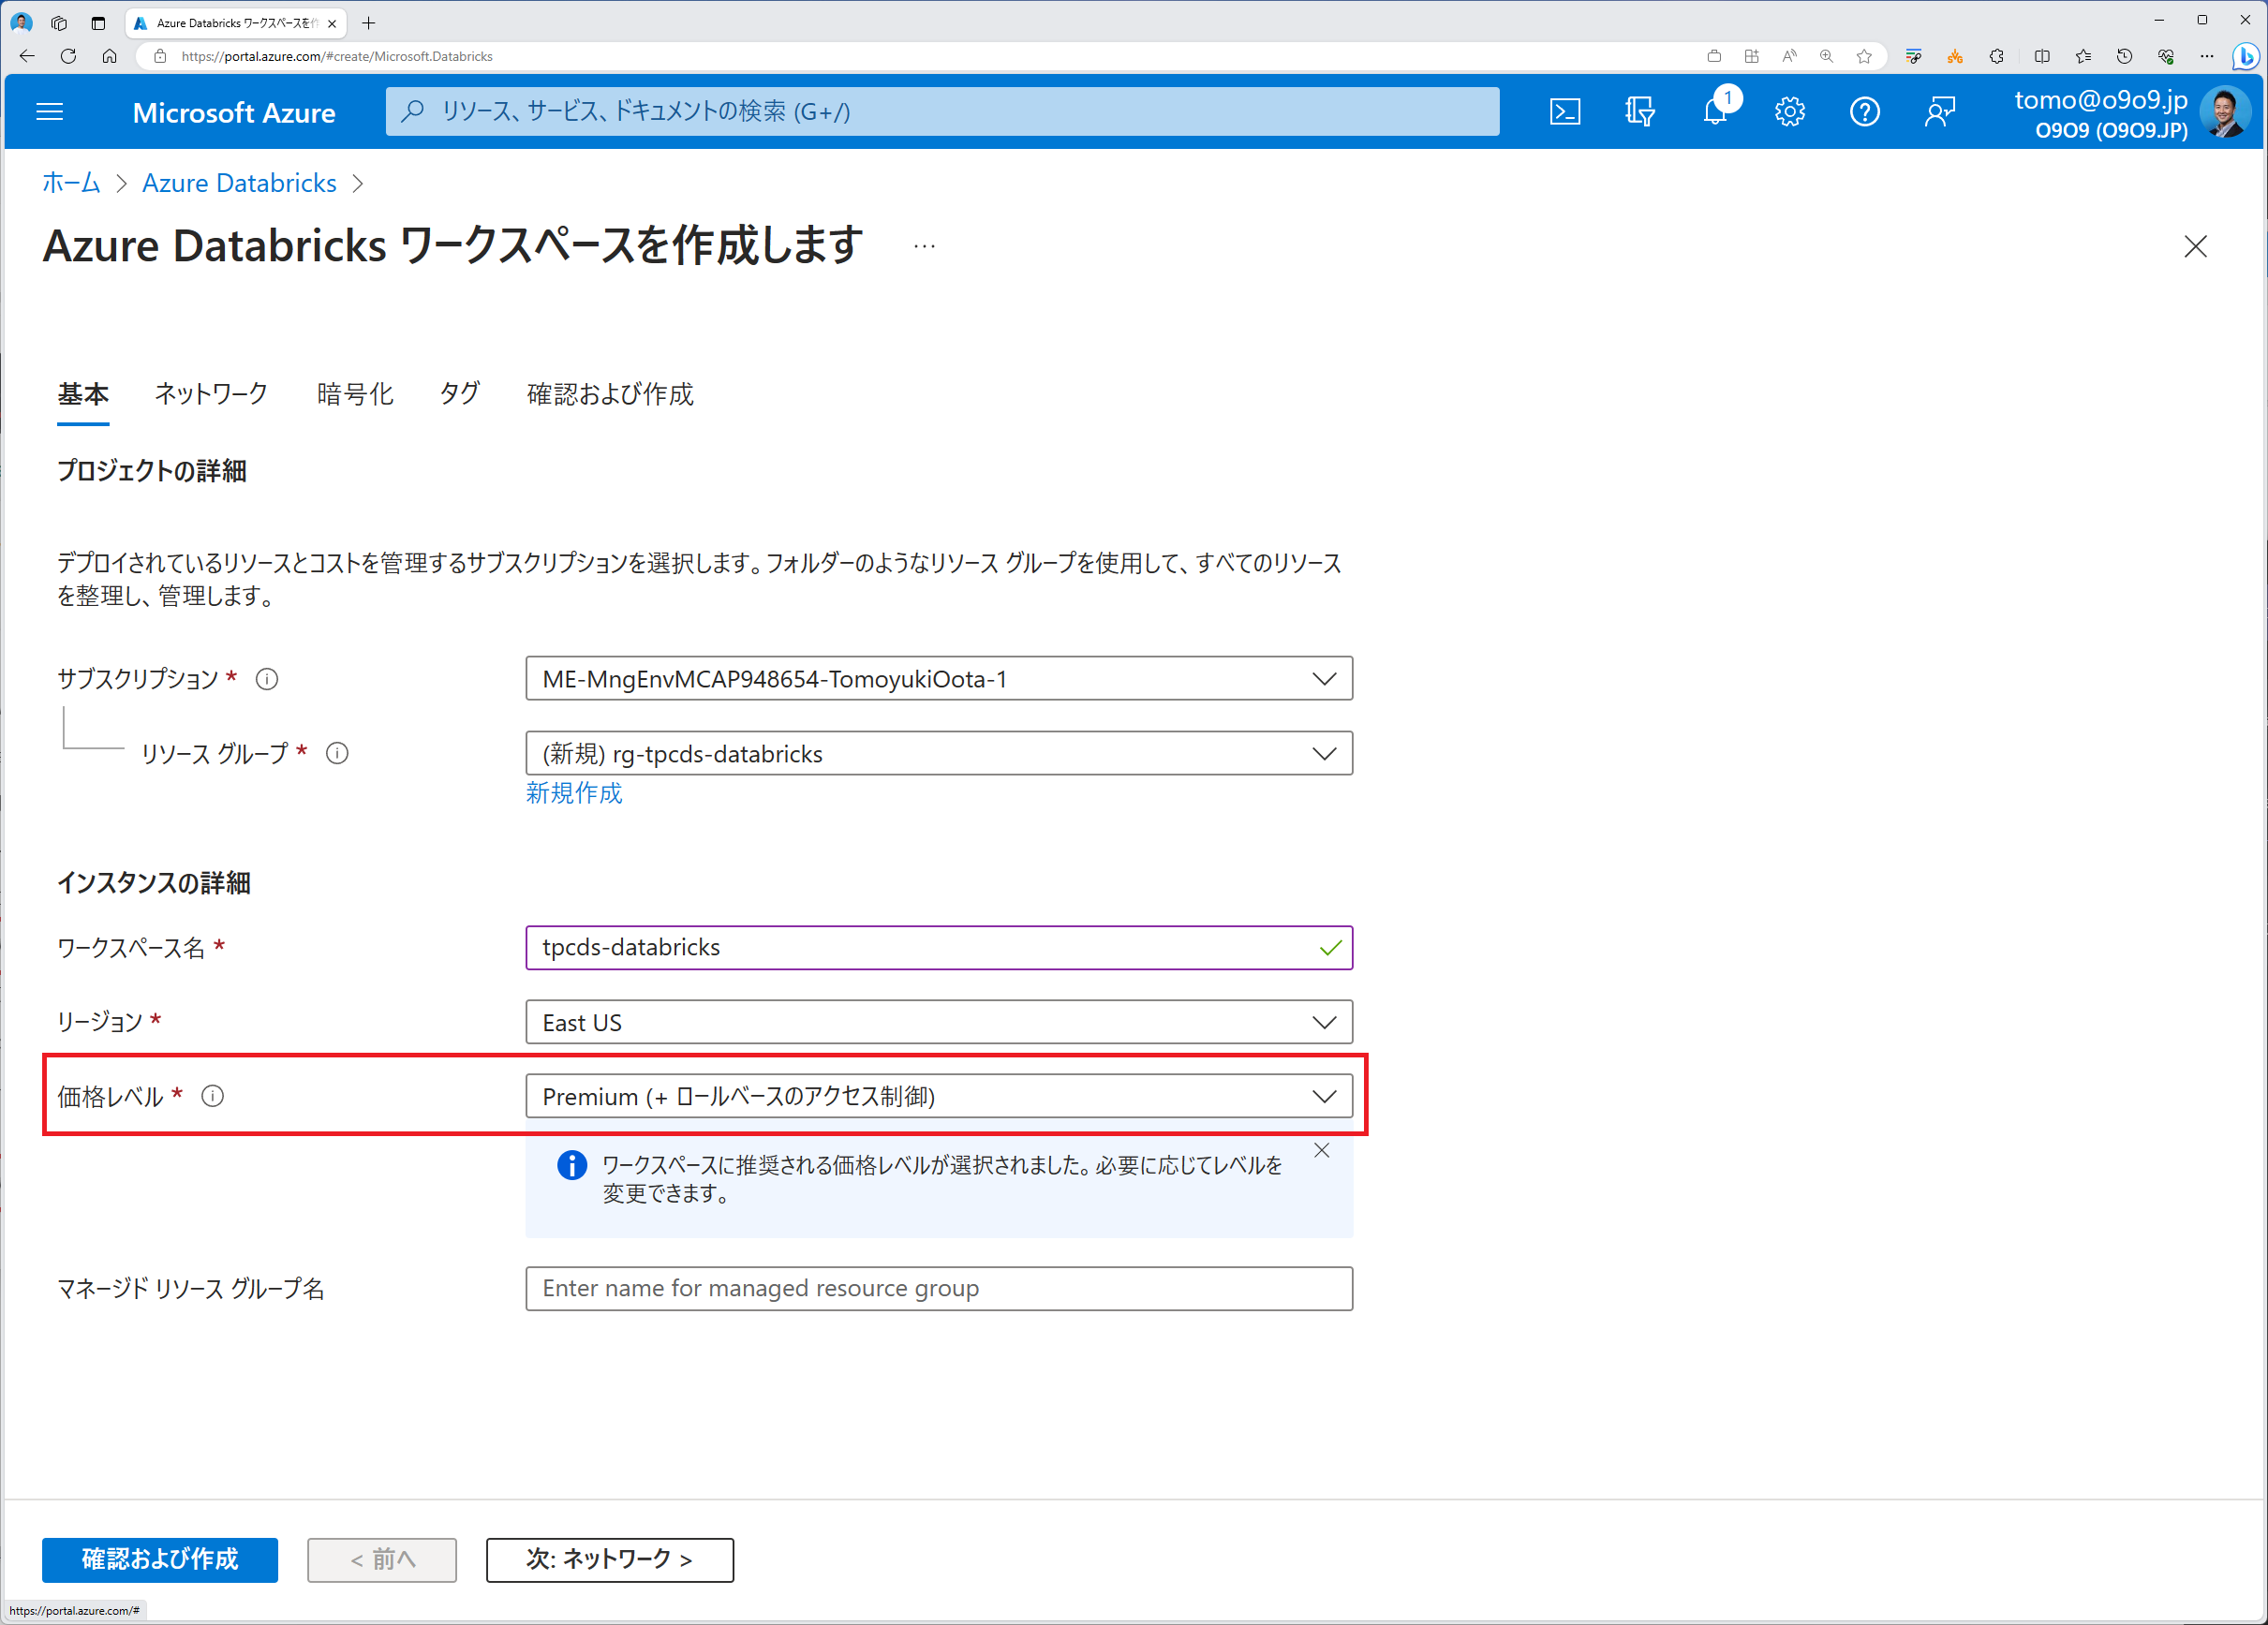 Azure Databricks ワークスペースを作
https://portal.azure.com/#create/Microsoft.Databricks
Microsoft Azure
リソース、サービス、ドキュメントの検索 (G+/)
1
tomo@o9o9.jp
O9O9 (O9O9.JP)
ホーム > Azure Databricks >
Azure Databricks ワークスペースを作成します ...
基本 ネットワーク 暗号化 タグ 確認および作成
プロジェクトの詳細
デプロイされているリソースとコストを管理するサブスクリプションを選択します。フォルダーのようなリソース グループを使用して、すべてのリソース
を整理し、管理します。
サブスクリプション *
ME-MngEnvMCAP948654-TomoyukiOota-1
リソース グループ *
(新規) rg-tpcds-databricks
新規作成
インスタンスの詳細
ワークスペース名 *
tpcds-databricks
リージョン *
East US
価格レベル *
Premium (+ ロールベースのアクセス制御)
ワークスペースに推奨される価格レベルが選択されました。必要に応じてレベルを
変更できます。
マネージド リソース グループ名
Enter name for managed resource group
確認および作成
< 前へ
次: ネットワーク >
https://portal.azure.com/#